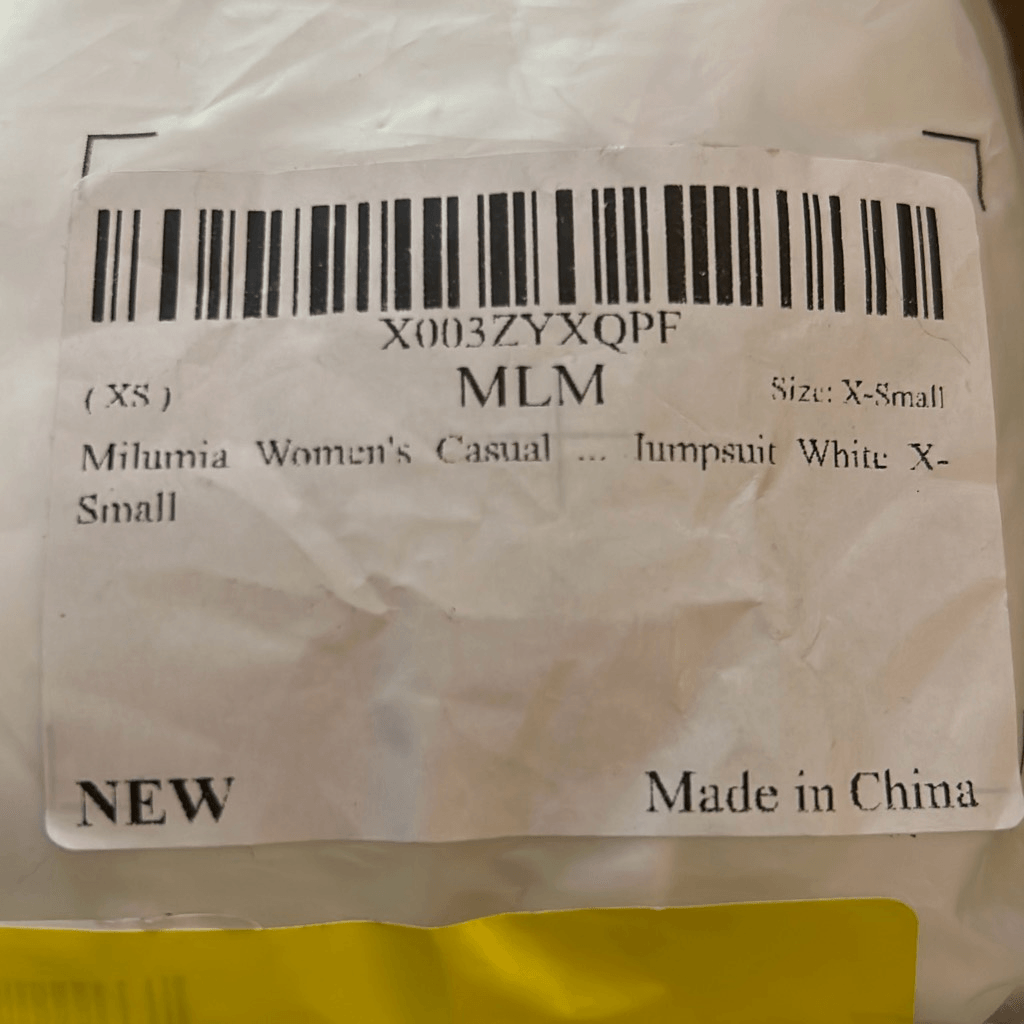 X003ZYXQPF
MLM
( XS )
Size: X-Small
Milumia Women's Casual ... Jumpsuit White X-
Small
NEW
Made in China